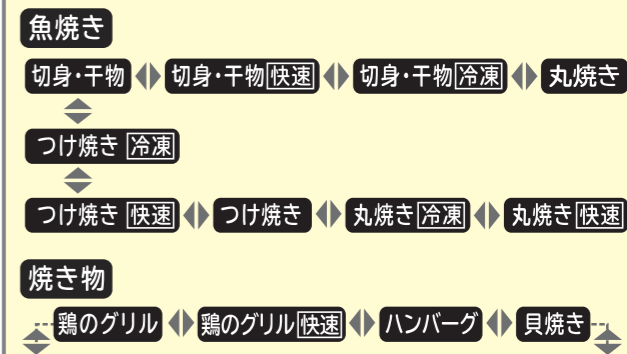 魚焼き
切身・干物 切身・干物 快速 切身・干物 冷凍 丸焼き
つけ焼き 冷凍
つけ焼き 快速 つけ焼き 丸焼き 冷凍 丸焼き 快速
焼き物
鶏のグリル 鶏のグリル 快速 ハンバーグ 貝焼き